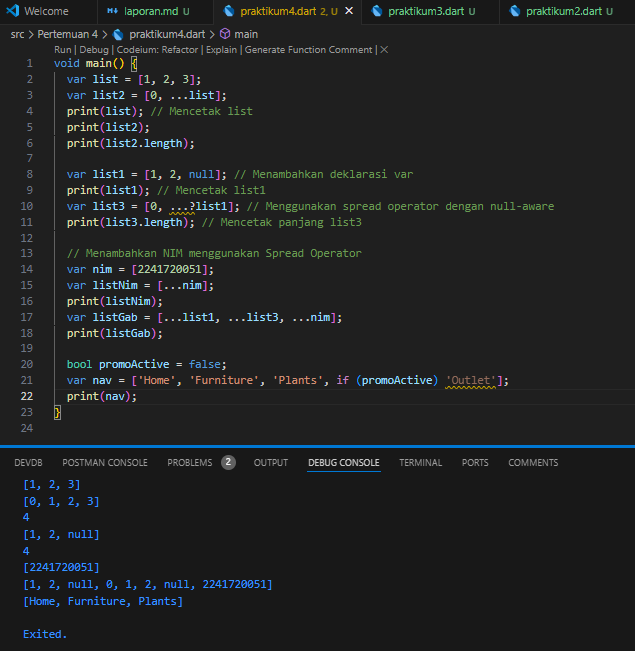 Welcome laporan.md U praktikum4.dart 2, U praktikum3.dart U praktikum2.dart U
src > Pertemuan 4 > praktikum4.dart > main
Run | Debug | Codeium: Refactor | Explain | Generate Function Comment | X
1 void main() {
2 var list = [1, 2, 3];
3 var list2 = [0, ...list];
4 print(list); // Mencetak list
5 print(list2);
6 print(list2.length);
7
8 var list1 = [1, 2, null]; // Menambahkan deklarasi var
9 print(list1); // Mencetak list1
10 var list3 = [0, ...?list1]; // Menggunakan spread operator dengan null-aware
11 print(list3.length); // Mencetak panjang list3
12
13 // Menambahkan NIM menggunakan Spread Operator
14 var nim = [2241720051];
15 var listNim = [...nim];
16 print(listNim);
17 var listGab = [...list1, ...list3, ...nim];
18 print(listGab);
19
20 bool promoActive = false;
21 var nav = ['Home', 'Furniture', 'Plants', if (promoActive) 'Outlet'];
22 print(nav);
23 }
24
DEVDB POSTMAN CONSOLE PROBLEMS 2 OUTPUT DEBUG CONSOLE TERMINAL PORTS COMMENTS
[1, 2, 3]
[0, 1, 2, 3]
4
[1, 2, null]
4
[2241720051]
[1, 2, null, 0, 1, 2, null, 2241720051]
[Home, Furniture, Plants]
Exited.